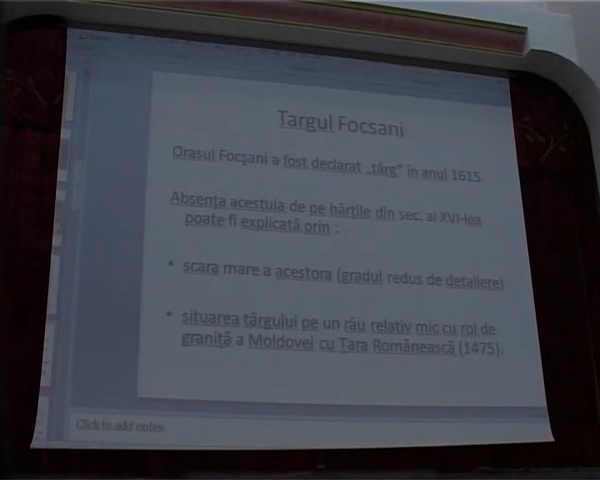 Targul Focsani
Orasul Focşani a fost declarat „târg” în anul 1615.
Absenţa acestuia de pe hărţile din sec. al XVI-lea
poate fi explicată prin :
• scara mare a acestora (gradul redus de detaliere)
• situarea târgului pe un râu relativ mic cu rol de
graniţă a Moldovei cu Ţara Românească (1475).
Click to add notes